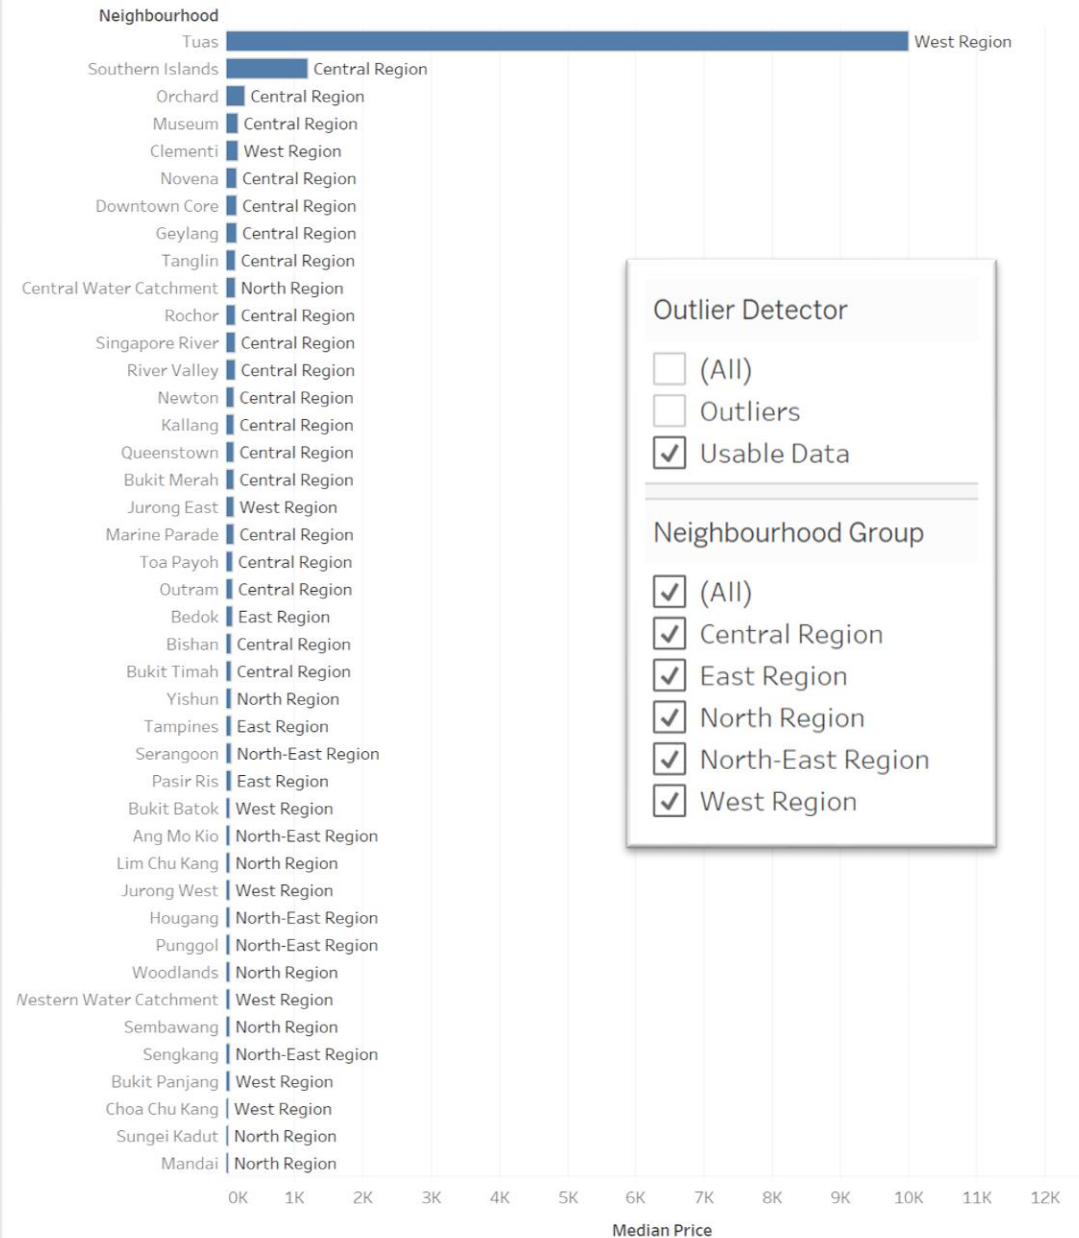 Neighbourhood
Tuas West Region
Southern Islands Central Region
Orchard Central Region
Museum Central Region
Clementi West Region
Novena Central Region
Downtown Core Central Region
Geylang Central Region
Tanglin Central Region
Central Water Catchment North Region
Rochor Central Region
Singapore River Central Region
River Valley Central Region
Newton Central Region
Kallang Central Region
Queenstown Central Region
Bukit Merah Central Region
Jurong East West Region
Marine Parade Central Region
Toa Payoh Central Region
Outram Central Region
Bedok East Region
Bishan Central Region
Bukit Timah Central Region
Yishun North Region
Tampines East Region
Serangoon North-East Region
Pasir Ris East Region
Bukit Batok West Region
Ang Mo Kio North-East Region
Lim Chu Kang North Region
Jurong West West Region
Hougang North-East Region
Punggol North-East Region
Woodlands North Region
Western Water Catchment West Region
Sembawang North Region
Sengkang North-East Region
Bukit Panjang West Region
Choa Chu Kang West Region
Sungei Kadut North Region
Mandai North Region
0K 1K 2K 3K 4K 5K 6K 7K 8K 9K 10K 11K 12K
Median Price
Outlier Detector
(All)
Outliers
Usable Data
Neighbourhood Group
(All)
Central Region
East Region
North Region
North-East Region
West Region